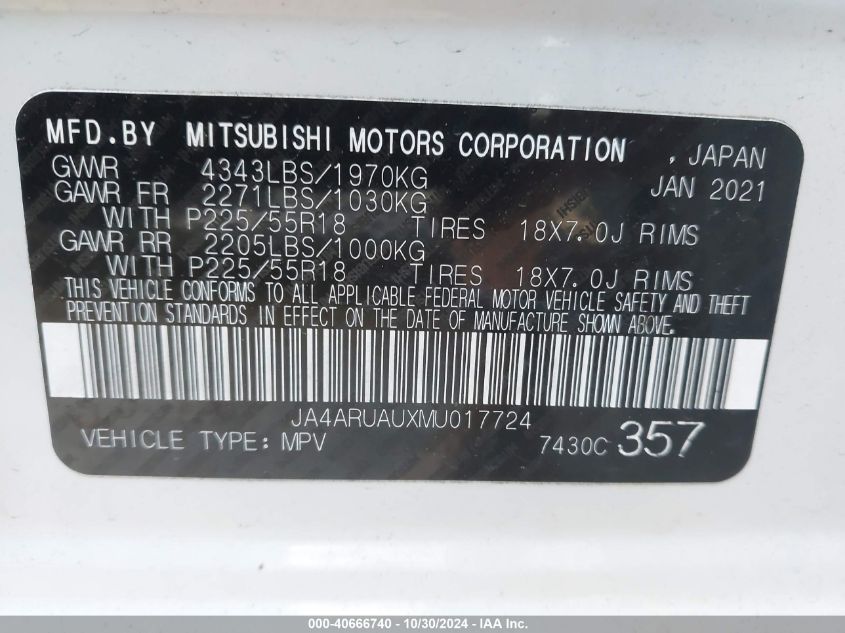 MFD.BY MITSUBISHI MOTORS CORPORATION , JAPAN
GVWR 4343LBS/1970KG JAN 2021
GAWR FR 2271LBS/1030KG
WITH P225/55R18 TIRES 18X7.0J RIMS
GAWR RR 2205LBS/1000KG
WITH P225/55R18 TIRES 18X7.0J RIMS
THIS VEHICLE CONFORMS TO ALL APPLICABLE FEDERAL MOTOR VEHICLE SAFETY AND THEFT
PREVENTION STANDARDS IN EFFECT ON THE DATE OF MANUFACTURE SHOWN ABOVE.
JA4ARUAUXMU017724
VEHICLE TYPE: MPV 7430C 357
000-40666740 - 10/30/2024 - IAA Inc.